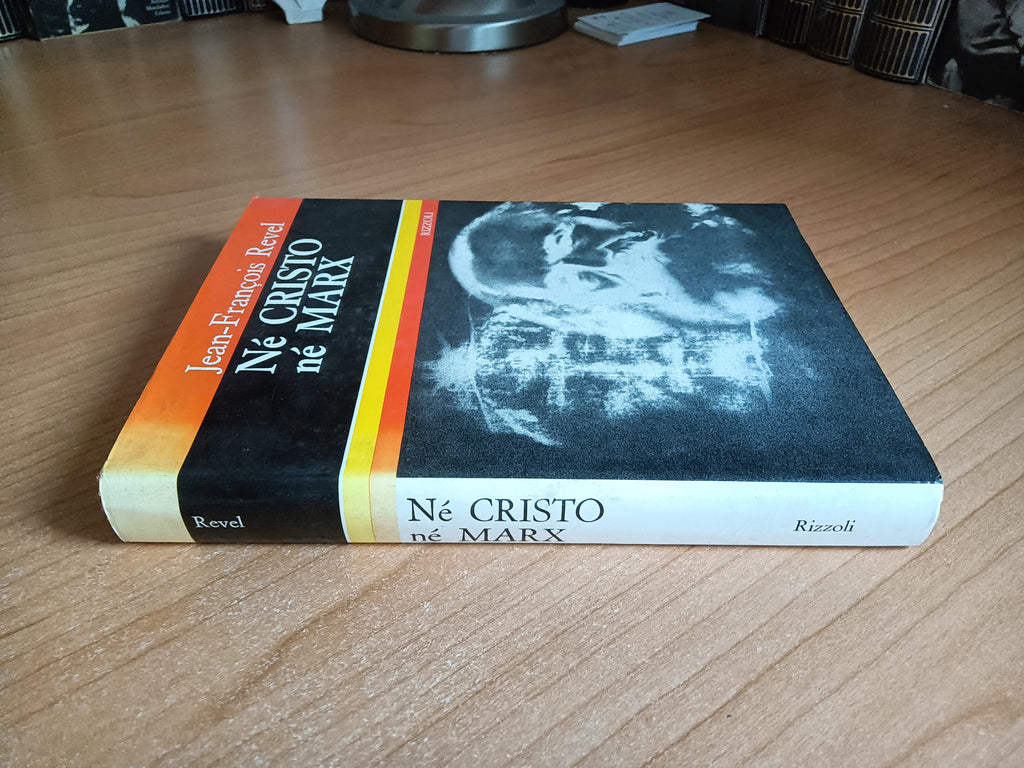 Jean-François Revel
Né CRISTO
né MARX
RIZZOLI
Revel
Né CRISTO
né MARX
Rizzoli